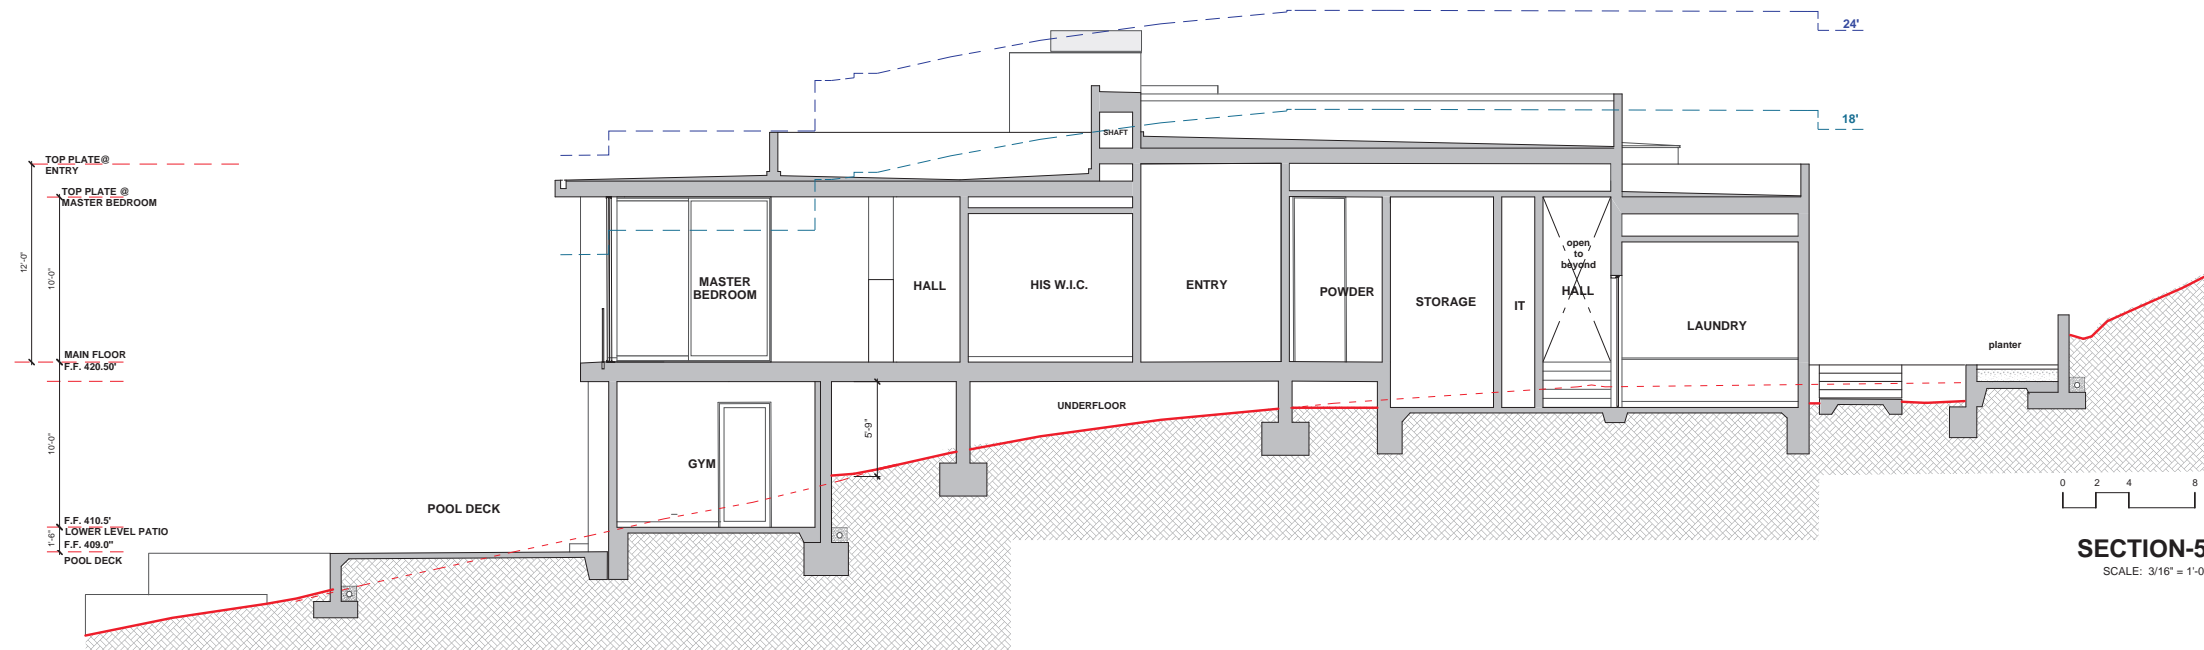 24'
18'
SHAFT
TOP PLATE@
ENTRY
TOP PLATE @
MASTER BEDROOM
12'-0"
10'-0"
MASTER
BEDROOM
HALL
HIS W.I.C.
ENTRY
POWDER
STORAGE
IT
open
to
beyond
HALL
LAUNDRY
planter
MAIN FLOOR
F.F. 420.50'
UNDERFLOOR
5'-9"
10'-0"
GYM
POOL DECK
F.F. 410.5'
LOWER LEVEL PATIO
1'-6"
F.F. 409.0"
POOL DECK
0 2 4 8
SECTION-5
SCALE: 3/16" = 1'-0